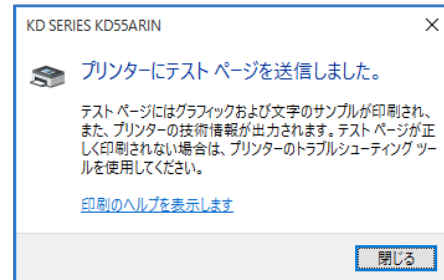 KD SERIES KD55ARIN
プリンターにテスト ページを送信しました。
テスト ページにはグラフィックおよび文字のサンプルが印刷され、
また、プリンターの技術情報が出力されます。テスト ページが正
しく印刷されない場合は、プリンターのトラブルシューティング ツー
ルを使用してください。
印刷のヘルプを表示します
閉じる